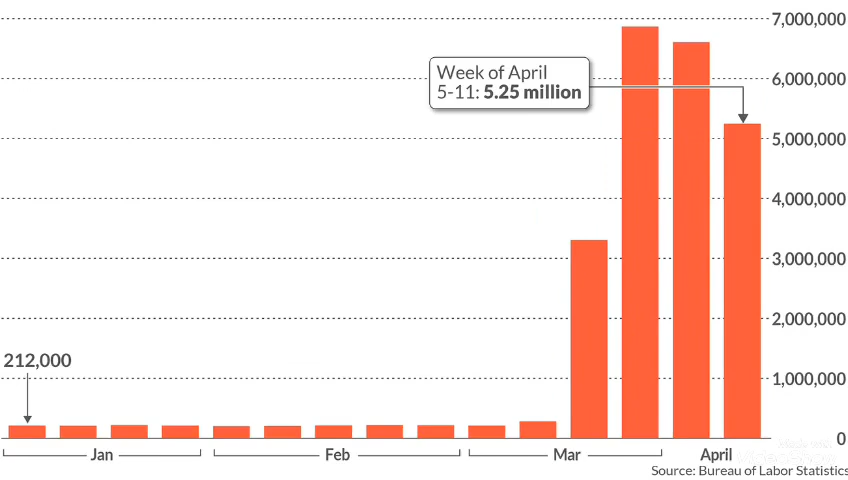 7,000,000
Week of April
5-11: 5.25 million
6,000,000
5,000,000
4,000,000
3,000,000
2,000,000
212,000
1,000,000
0
Jan
Feb
Mar
April
Source: Bureau of Labor Statistics